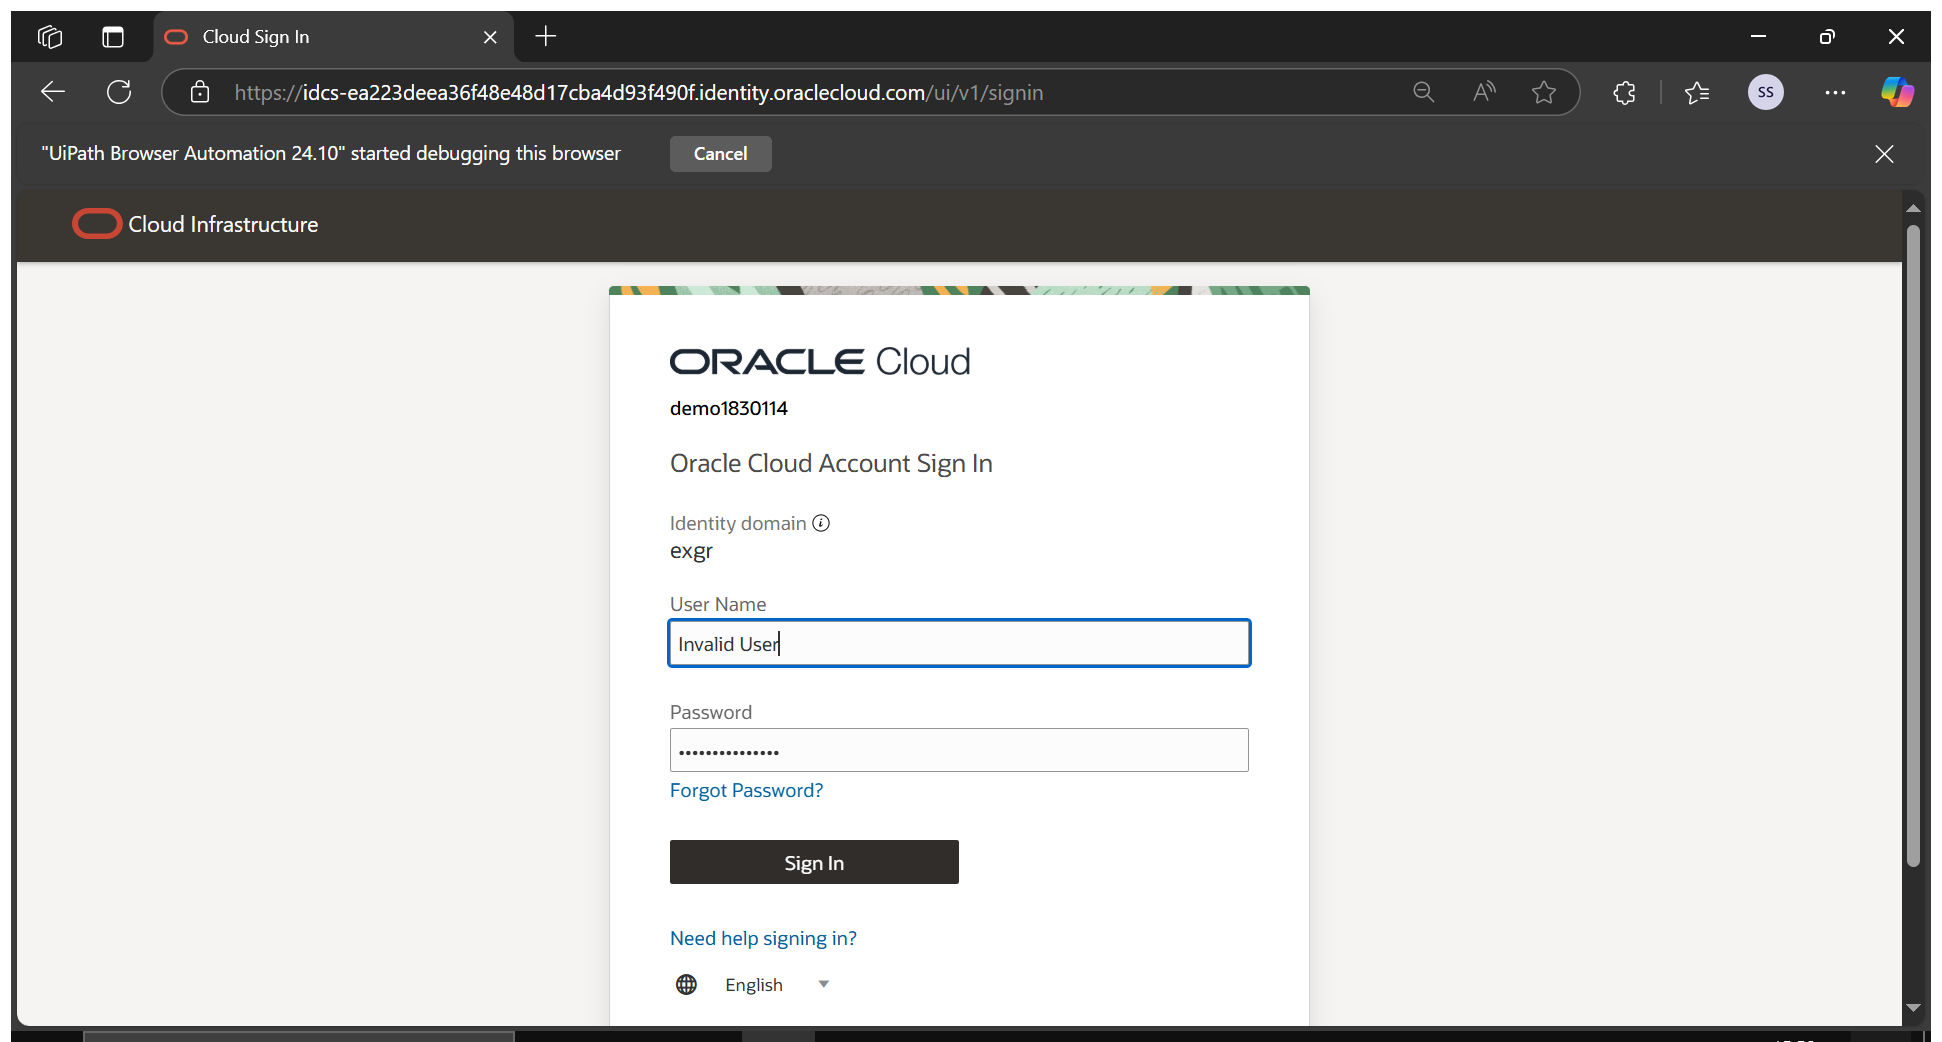 Cloud Sign In
https://idcs-ea223deea36f48e48d17cba4d93f490f.identity.oraclecloud.com/ui/v1/signin
SS
"UiPath Browser Automation 24.10" started debugging this browser
Cancel
Cloud Infrastructure
ORACLE Cloud
demo1830114
Oracle Cloud Account Sign In
Identity domain
exgr
User Name
Invalid User
Password
Forgot Password?
Sign In
Need help signing in?
English